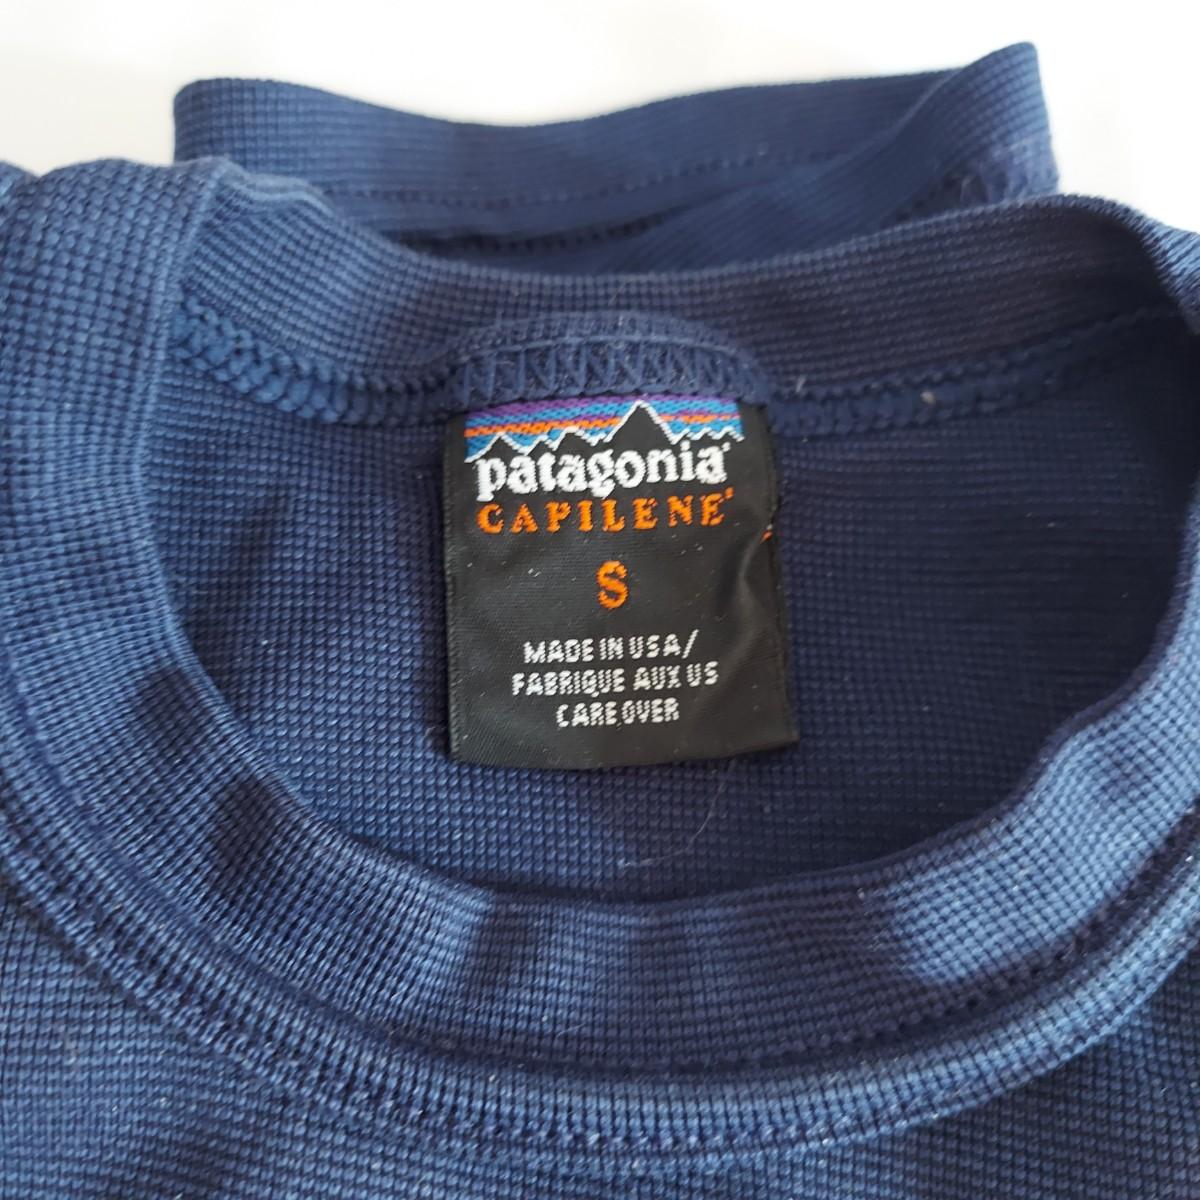 patagonia®
CAPILENE®
S
MADE IN USA/
FABRIQUE AUX US
CARE OVER